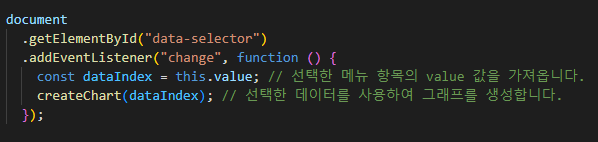 document
.getElementById("data-selector")
.addEventListener("change", function () {
const dataIndex = this.value; // 선택한 메뉴 항목의 value 값을 가져옵니다.
createChart(dataIndex); // 선택한 데이터를 사용하여 그래프를 생성합니다.
});